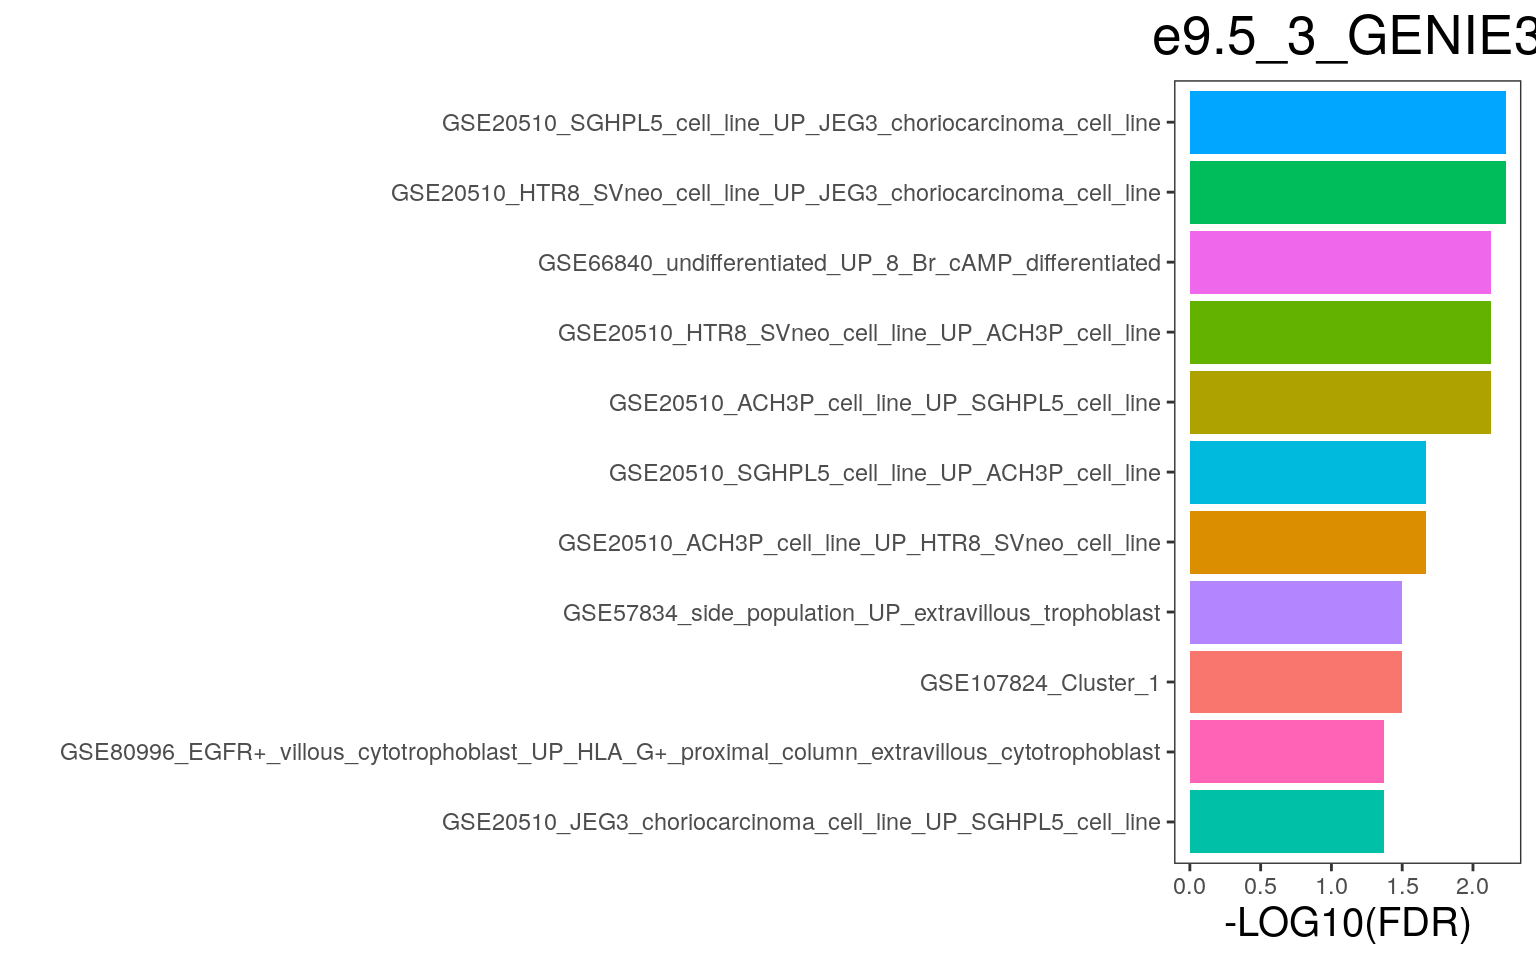 e9.5_3_GENIE3
GSE20510_SGHPL5_cell_line_UP_JEG3_choriocarcinoma_cell_line
GSE20510_HTR8_SVneo_cell_line_UP_JEG3_choriocarcinoma_cell_line
GSE66840_undifferentiated_UP_8_Br_cAMP_differentiated
GSE20510_HTR8_SVneo_cell_line_UP_ACH3P_cell_line
GSE20510_ACH3P_cell_line_UP_SGHPL5_cell_line
GSE20510_SGHPL5_cell_line_UP_ACH3P_cell_line
GSE20510_ACH3P_cell_line_UP_HTR8_SVneo_cell_line
GSE57834_side_population_UP_extravillous_trophoblast
GSE107824_Cluster_1
GSE80996_EGFR+_villous_cytotrophoblast_UP_HLA_G+_proximal_column_extravillous_cytotrophoblast
GSE20510_JEG3_choriocarcinoma_cell_line_UP_SGHPL5_cell_line
0.0 0.5 1.0 1.5 2.0
-LOG10(FDR)